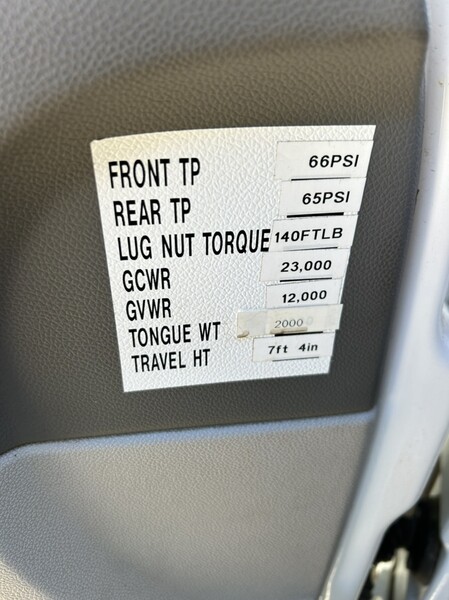 FRONT TP 66PSI
REAR TP 65PSI
LUG NUT TORQUE 140FTLB
GCWR 23,000
GVWR 12,000
TONGUE WT 2000
TRAVEL HT 7ft 4in